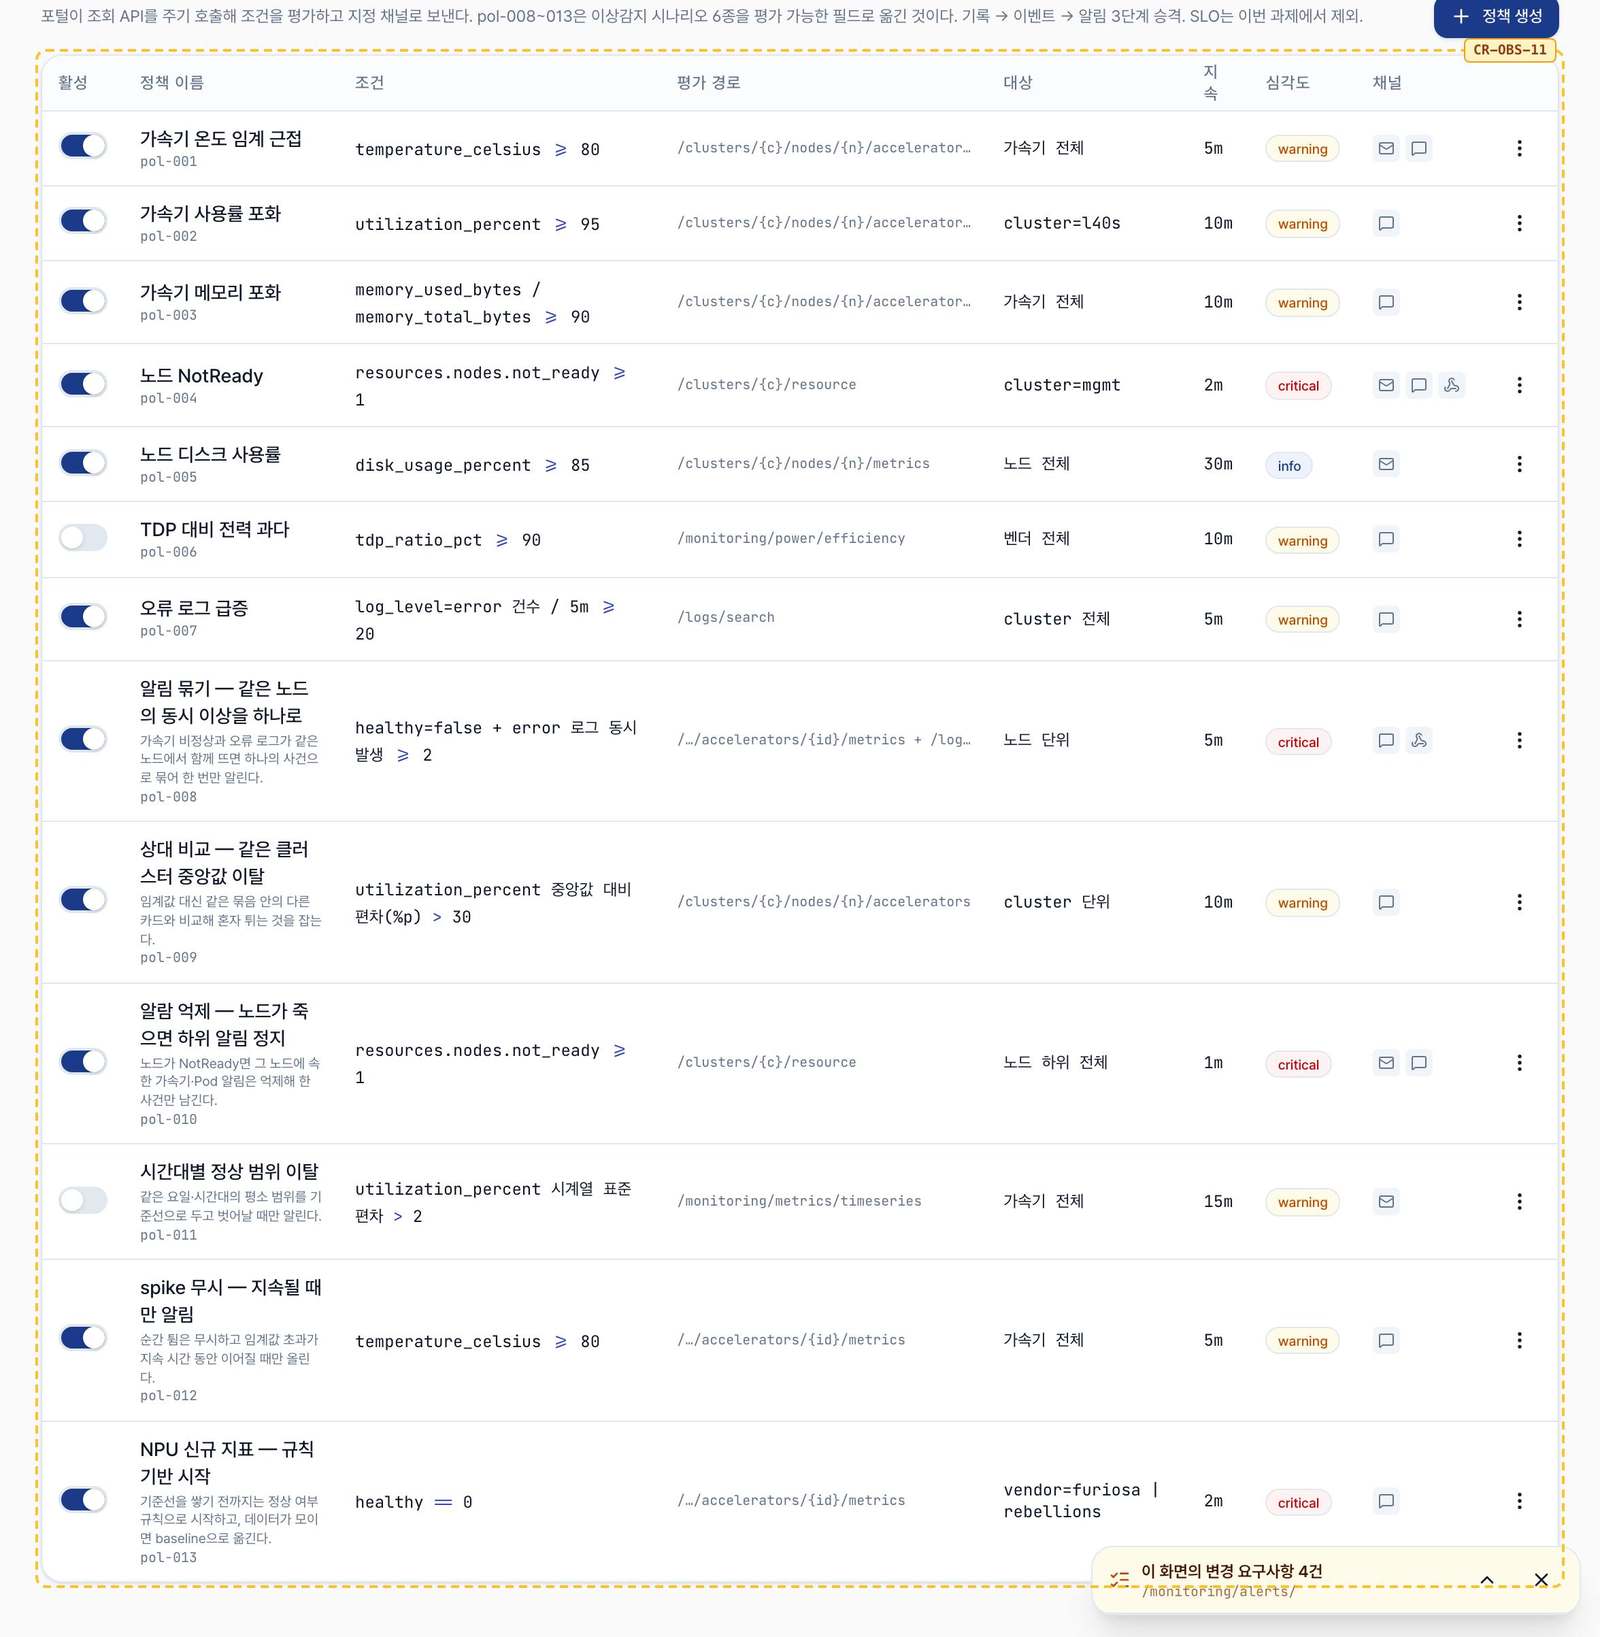 포털이 조회 API를 주기 호출해 조건을 평가하고 지정 채널로 보낸다. pol-008~013은 이상감지 시나리오 6종을 평가 가능한 필드로 옮긴 것이다. 기록 → 이벤트 → 알림 3단계 승격. SLO는 이번 과제에서 제외.
+ 정책 생성
CR-OBS-11
활성 정책 이름 조건 평가 경로 대상 지속 심각도 채널
가속기 온도 임계 근접
pol-001
temperature_celsius ≥ 80
/clusters/{c}/nodes/{n}/accelerator…
가속기 전체
5m
warning
가속기 사용률 포화
pol-002
utilization_percent ≥ 95
/clusters/{c}/nodes/{n}/accelerator…
cluster=l40s
10m
warning
가속기 메모리 포화
pol-003
memory_used_bytes /
memory_total_bytes ≥ 90
/clusters/{c}/nodes/{n}/accelerator…
가속기 전체
10m
warning
노드 NotReady
pol-004
resources.nodes.not_ready ≥
1
/clusters/{c}/resource
cluster=mgmt
2m
critical
노드 디스크 사용률
pol-005
disk_usage_percent ≥ 85
/clusters/{c}/nodes/{n}/metrics
노드 전체
30m
info
TDP 대비 전력 과다
pol-006
tdp_ratio_pct ≥ 90
/monitoring/power/efficiency
벤더 전체
10m
warning
오류 로그 급증
pol-007
log_level=error 건수 / 5m ≥
20
/logs/search
cluster 전체
5m
warning
알림 묶기 — 같은 노드
의 동시 이상을 하나로
가속기 비정상과 오류 로그가 같은
노드에서 함께 뜨면 하나의 사건으
로 묶어 한 번만 알린다.
pol-008
healthy=false + error 로그 동시
발생 ≥ 2
/…/accelerators/{id}/metrics + /log…
노드 단위
5m
critical
상대 비교 — 같은 클러
스터 중앙값 이탈
임계값 대신 같은 묶음 안의 다른
카드와 비교해 혼자 튀는 것을 잡는
다.
pol-009
utilization_percent 중앙값 대비
편차(%p) > 30
/clusters/{c}/nodes/{n}/accelerators
cluster 단위
10m
warning
알람 억제 — 노드가 죽
으면 하위 알림 정지
노드가 NotReady면 그 노드에 속
한 가속기·Pod 알림은 억제해 한
사건만 남긴다.
pol-010
resources.nodes.not_ready ≥
1
/clusters/{c}/resource
노드 하위 전체
1m
critical
시간대별 정상 범위 이탈
같은 요일·시간대의 평소 범위를 기
준선으로 두고 벗어날 때만 알린다.
pol-011
utilization_percent 시계열 표준
편차 > 2
/monitoring/metrics/timeseries
가속기 전체
15m
warning
spike 무시 — 지속될 때
만 알림
순간 튐은 무시하고 임계값 초과가
지속 시간 동안 이어질 때만 올린
다.
pol-012
temperature_celsius ≥ 80
/…/accelerators/{id}/metrics
가속기 전체
5m
warning
NPU 신규 지표 — 규칙
기반 시작
기준선을 쌓기 전까지는 정상 여부
규칙으로 시작하고, 데이터가 모이
면 baseline으로 옮긴다.
pol-013
healthy == 0
/…/accelerators/{id}/metrics
vendor=furiosa |
rebellions
2m
critical
이 화면의 변경 요구사항 4건
/monitoring/alerts/